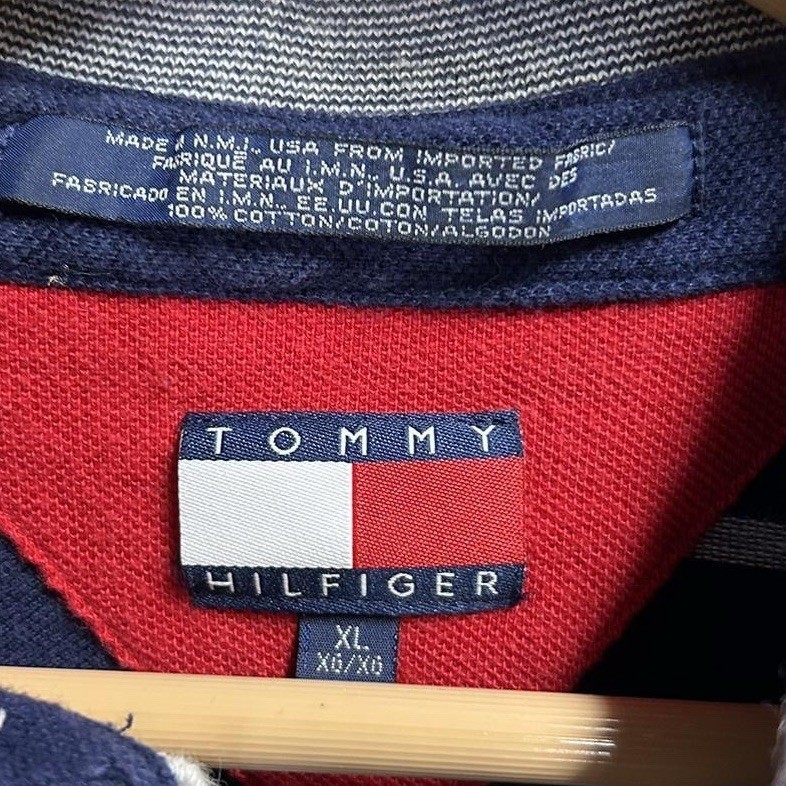 MADE IN N.M.I. USA FROM IMPORTED FABRIC/
FABRIQUÉ AU I.M.N., U.S.A. AVEC DES
MATERIAUX D'IMPORTATION/
FABRICADO EN I.M.N., EE.UU.CON TELAS IMPORTADAS
100% COTTON/COTON/ALGODON
TOMMY
HILFIGER
XL
XG/XG